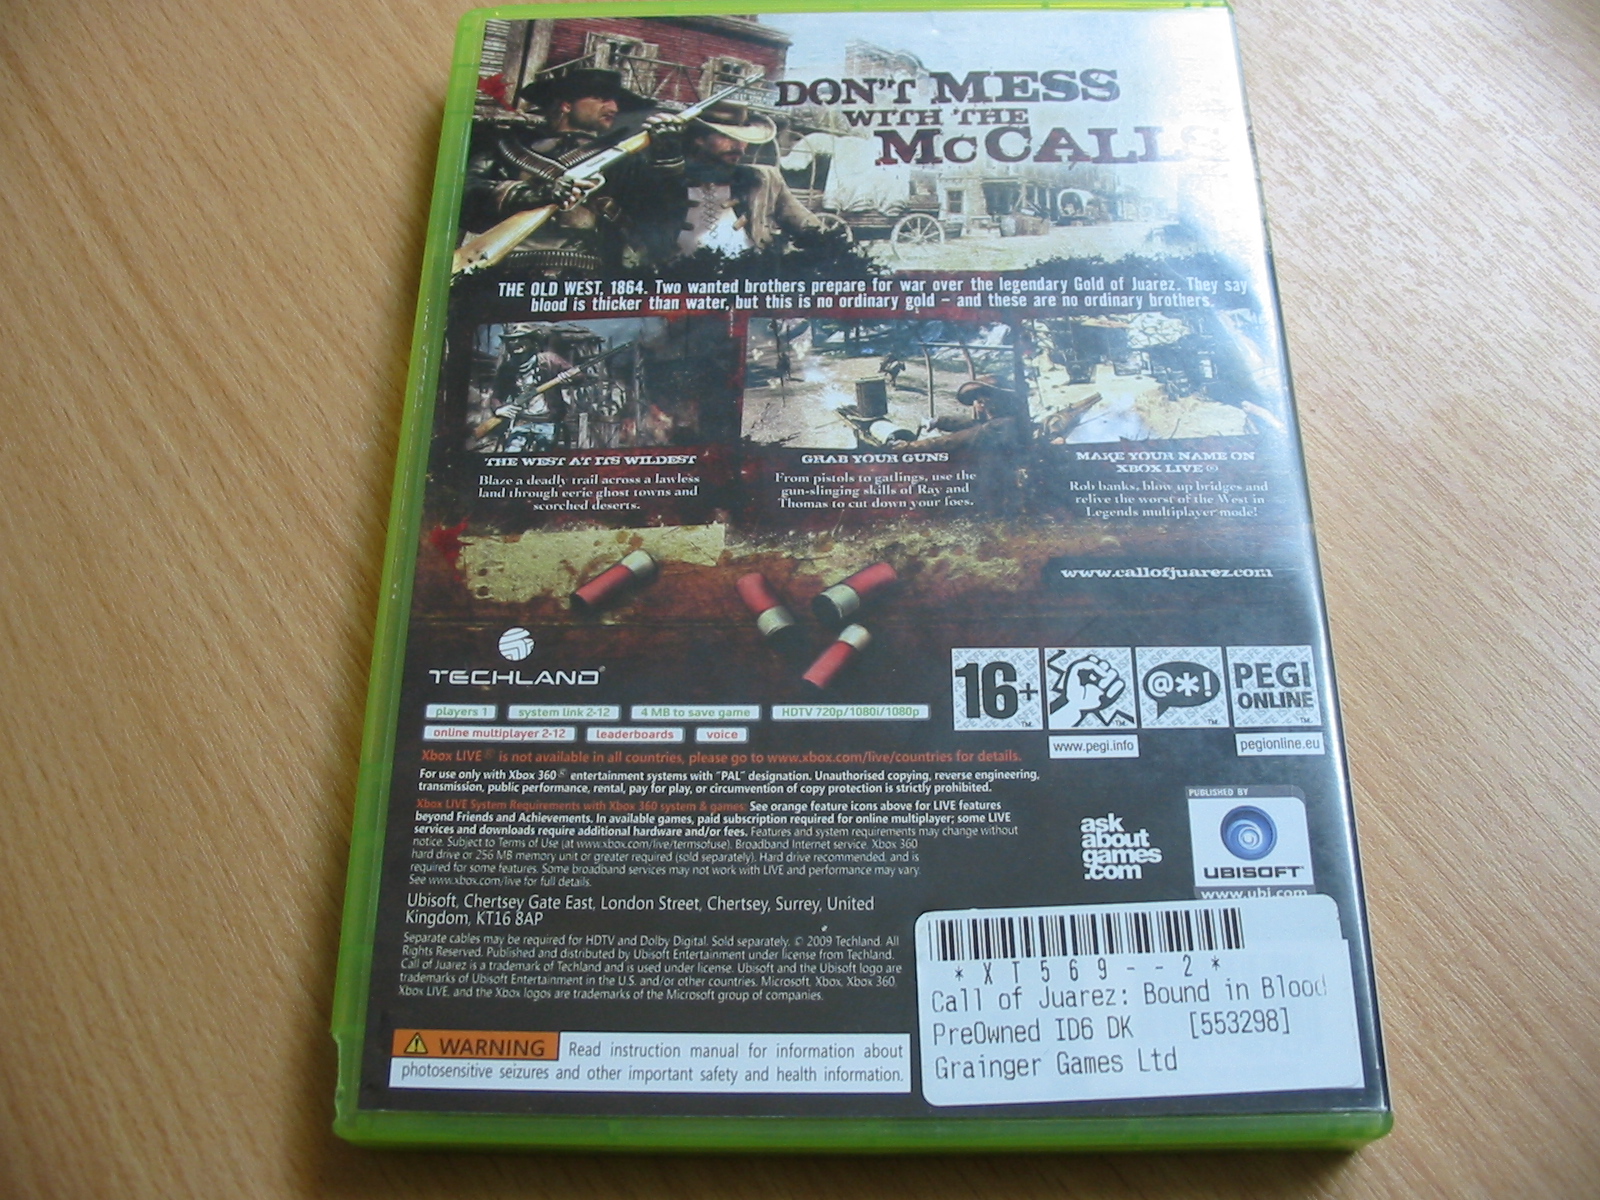 DON'T MESS
WITH THE
McCALLS
THE OLD WEST, 1864. Two wanted brothers prepare for war over the legendary Gold of Juarez. They say
blood is thicker than water, but this is no ordinary gold – and these are no ordinary brothers.
THE WEST AT ITS WILDEST
Blaze a deadly trail across a lawless
land through eerie ghost towns and
scorched deserts.
GRAB YOUR GUNS
From pistols to gatlings, use the
gun-slinging skills of Ray and
Thomas to cut down your foes.
MAKE YOUR NAME ON
XBOX LIVE ®
Rob banks, blow up bridges and
relive the worst of the West in
Legends multiplayer mode!
www.callofjuarez.com
TECHLAND®
16+
TM
TM
@*!
TM
PEGI
ONLINE
TM
www.pegi.info
pegionline.eu
players 1
system link 2-12
4 MB to save game
HDTV 720p/1080i/1080p
online multiplayer 2-12
leaderboards
voice
Xbox LIVE® is not available in all countries, please go to www.xbox.com/live/countries for details.
For use only with Xbox 360® entertainment systems with "PAL" designation. Unauthorised copying, reverse engineering,
transmission, public performance, rental, pay for play, or circumvention of copy protection is strictly prohibited.
Xbox LIVE System Requirements with Xbox 360 system & games: See orange feature icons above for LIVE features
beyond Friends and Achievements. In available games, paid subscription required for online multiplayer; some LIVE
services and downloads require additional hardware and/or fees. Features and system requirements may change without
notice. Subject to Terms of Use (at www.xbox.com/live/termsofuse). Broadband Internet service. Xbox 360
hard drive or 256 MB memory unit or greater required (sold separately). Hard drive recommended, and is
required for some features. Some broadband services may not work with LIVE and performance may vary.
See www.xbox.com/live for full details.
ask
about
games
.com
PUBLISHED BY
UBISOFT
www.ubi.com
Ubisoft, Chertsey Gate East, London Street, Chertsey, Surrey, United
Kingdom, KT16 8AP
Separate cables may be required for HDTV and Dolby Digital. Sold separately. © 2009 Techland. All
Rights Reserved. Published and distributed by Ubisoft Entertainment under license from Techland.
Call of Juarez is a trademark of Techland and is used under license. Ubisoft and the Ubisoft logo are
trademarks of Ubisoft Entertainment in the U.S. and/or other countries. Microsoft, Xbox, Xbox 360,
Xbox LIVE, and the Xbox logos are trademarks of the Microsoft group of companies.
WARNING Read instruction manual for information about
photosensitive seizures and other important safety and health information.
* X T 5 6 9 - - 2 *
Call of Juarez: Bound in Blood
PreOwned ID6 DK [553298]
Grainger Games Ltd